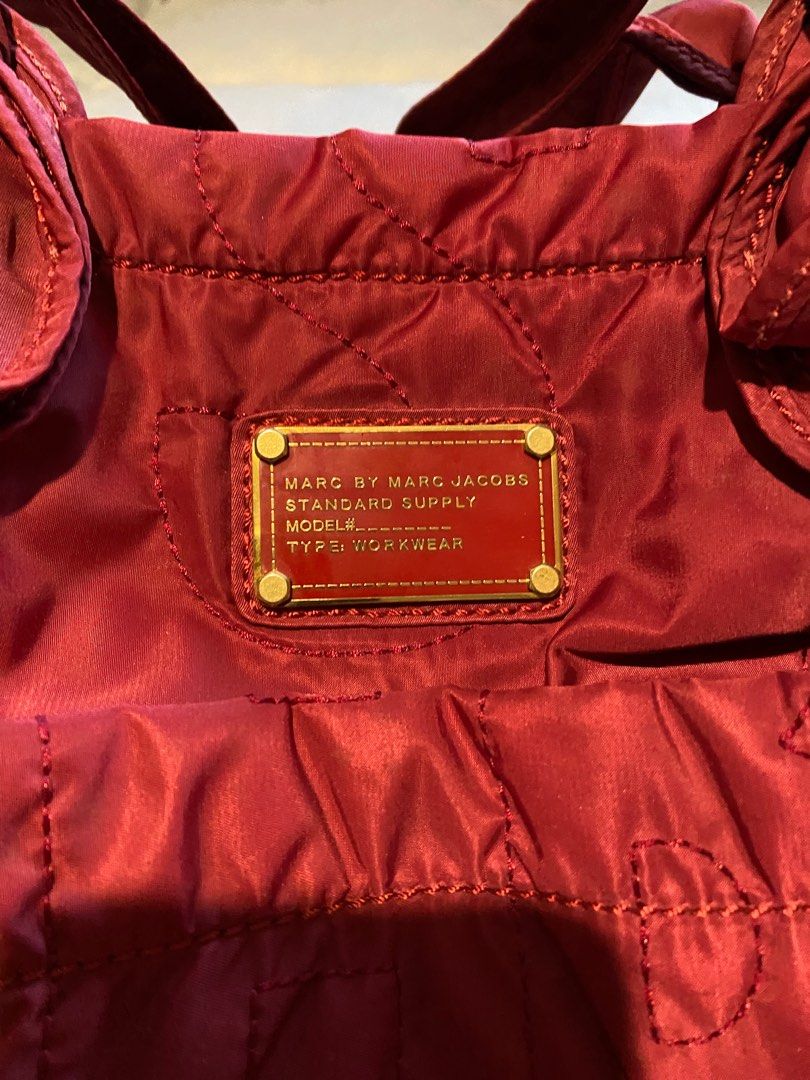 MARC BY MARC JACOBS
STANDARD SUPPLY
MODEL#_________
TYPE: WORKWEAR